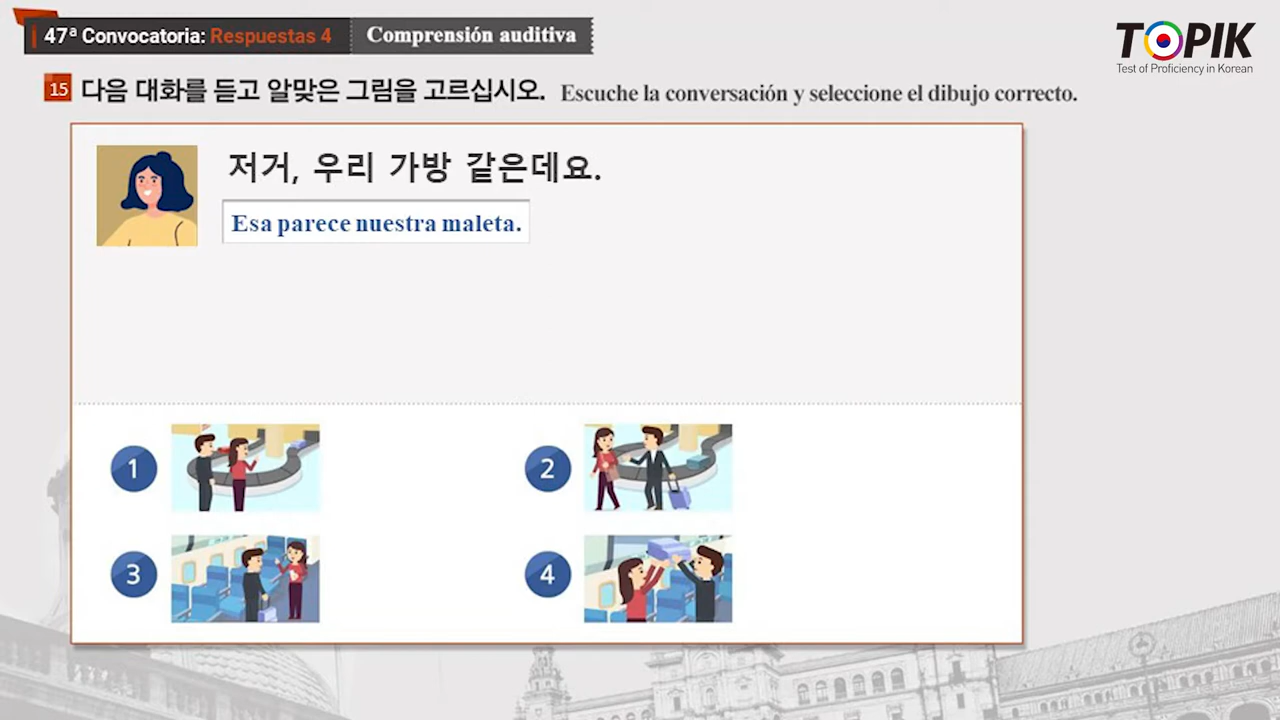 47ª Convocatoria: Respuestas 4 Comprensión auditiva
TOPIK
Test of Proficiency in Korean
15 다음 대화를 듣고 알맞은 그림을 고르십시오. Escuche la conversación y seleccione el dibujo correcto.
저거, 우리 가방 같은데요.
Esa parece nuestra maleta.
1
2
3
4